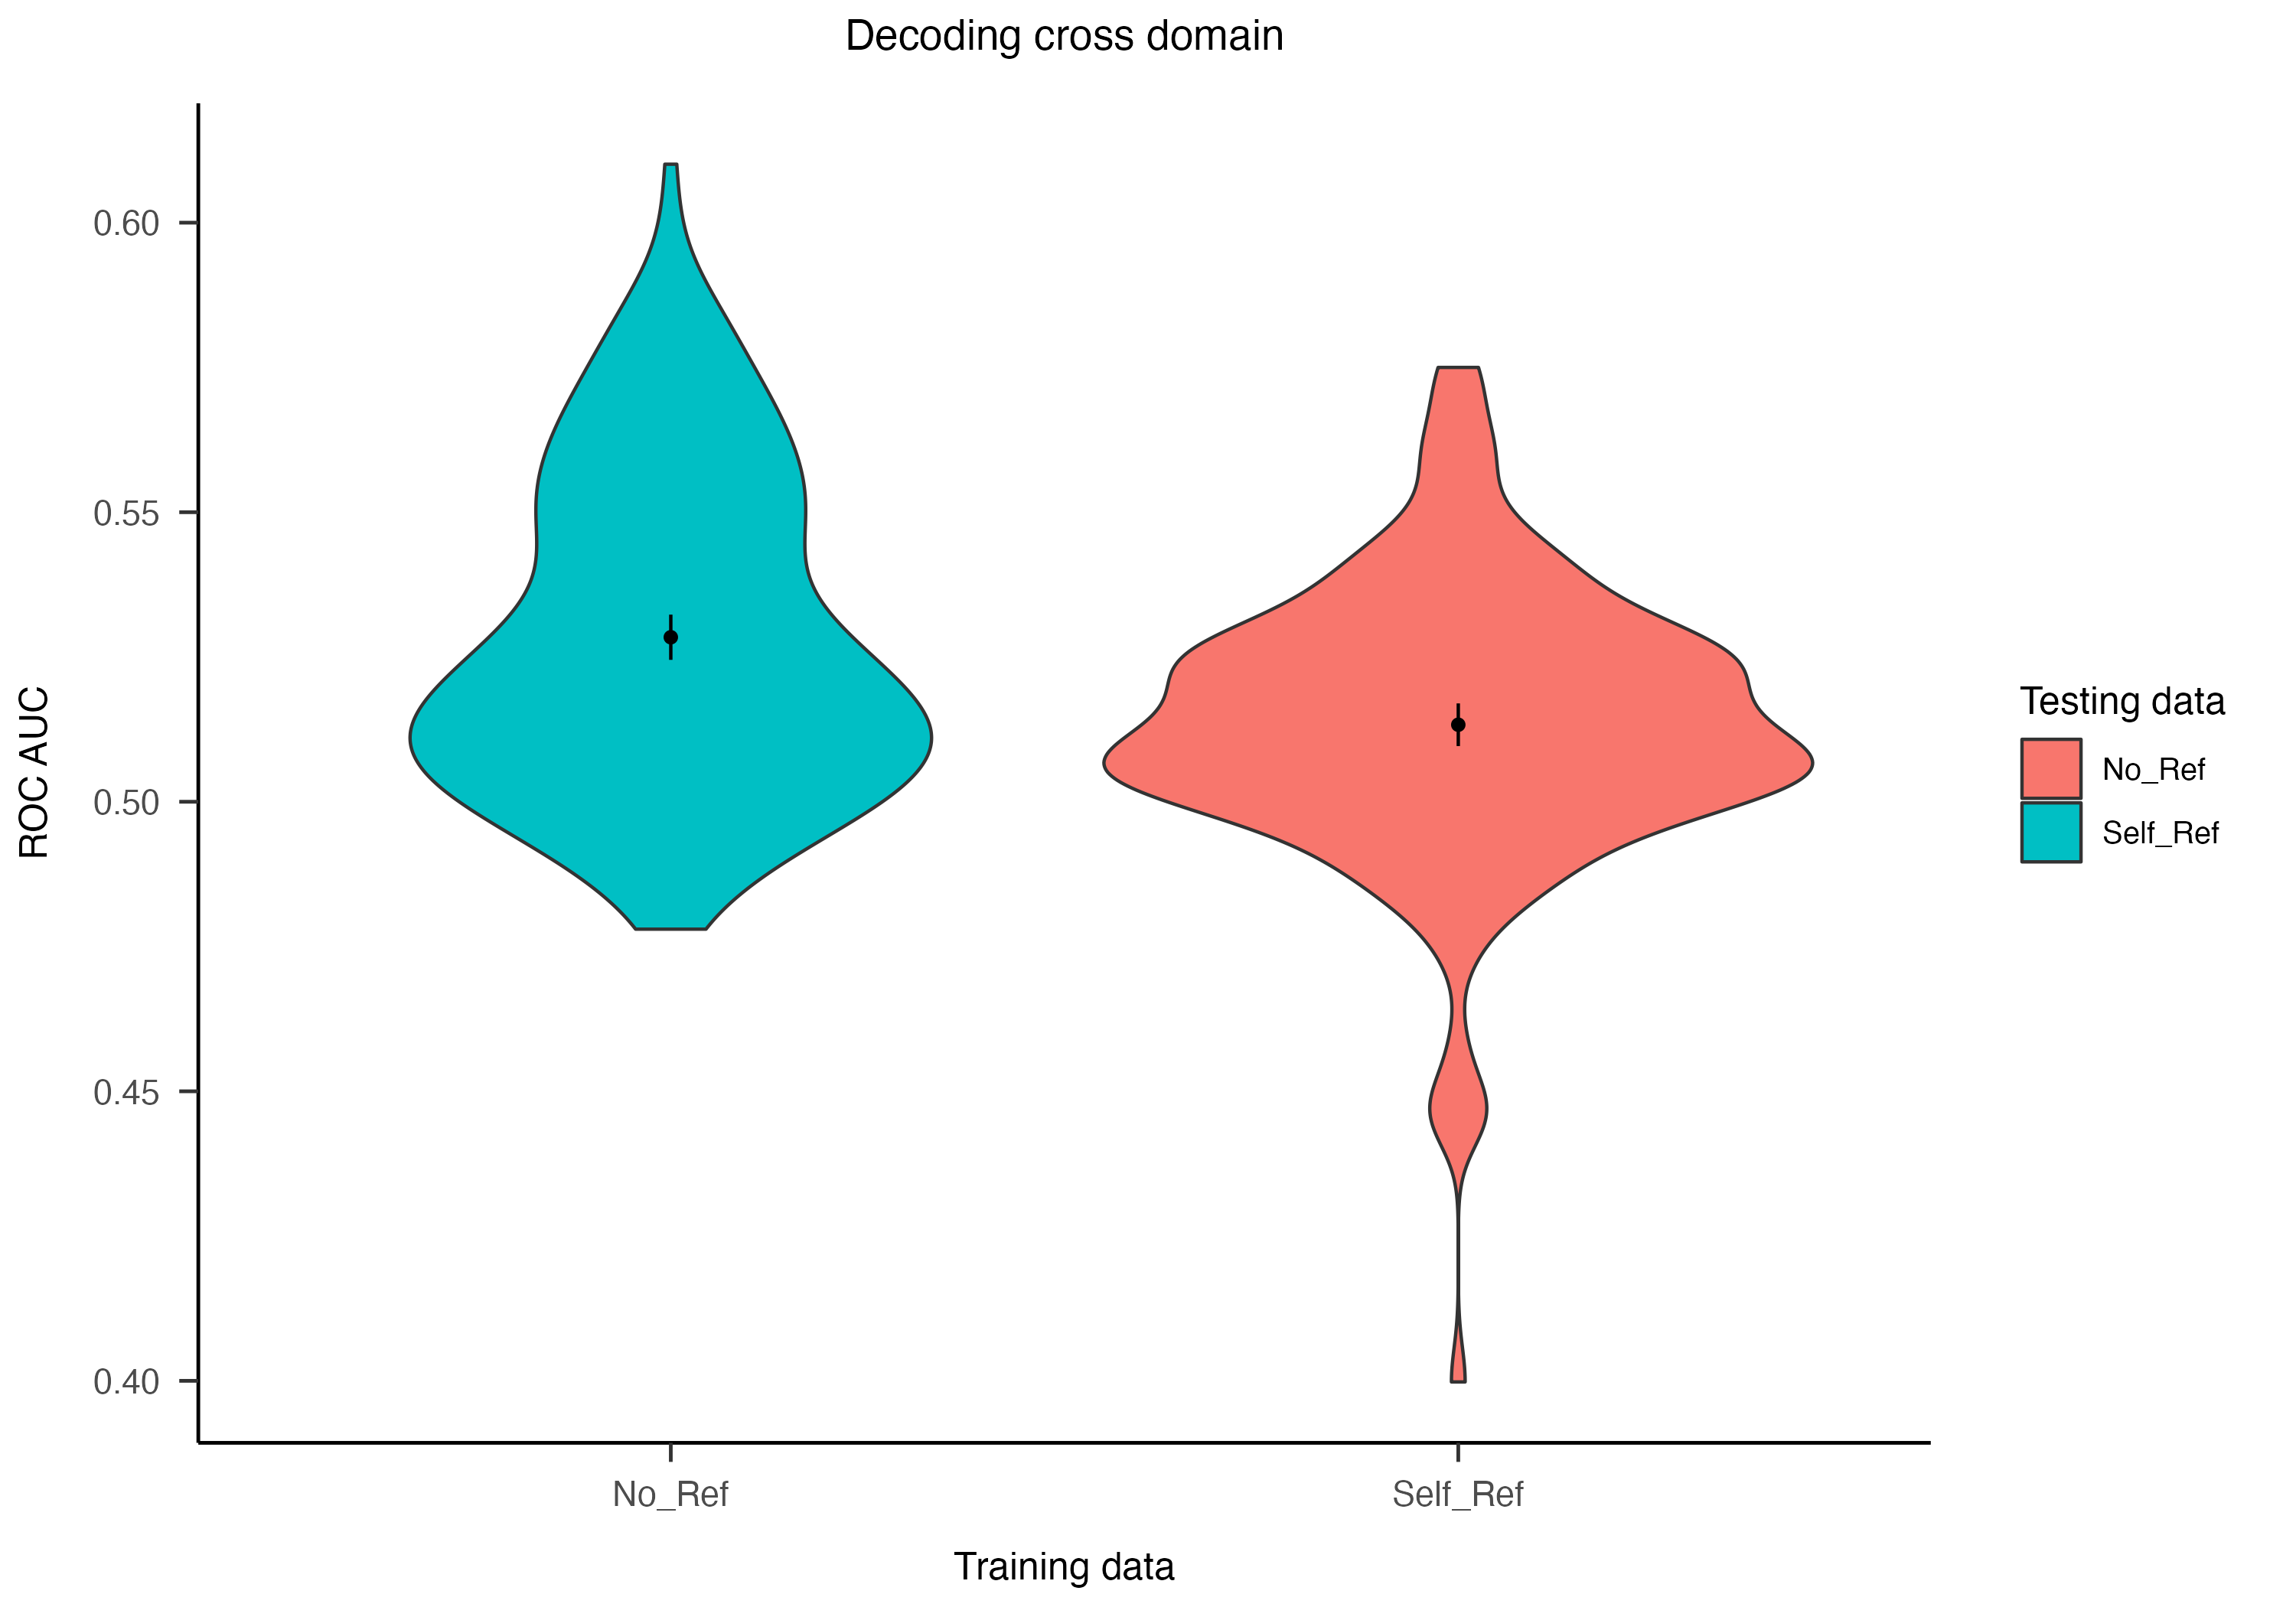 Decoding cross domain
ROC AUC
0.60
0.55
0.50
0.45
0.40
No_Ref
Self_Ref
Training data
Testing data
No_Ref
Self_Ref